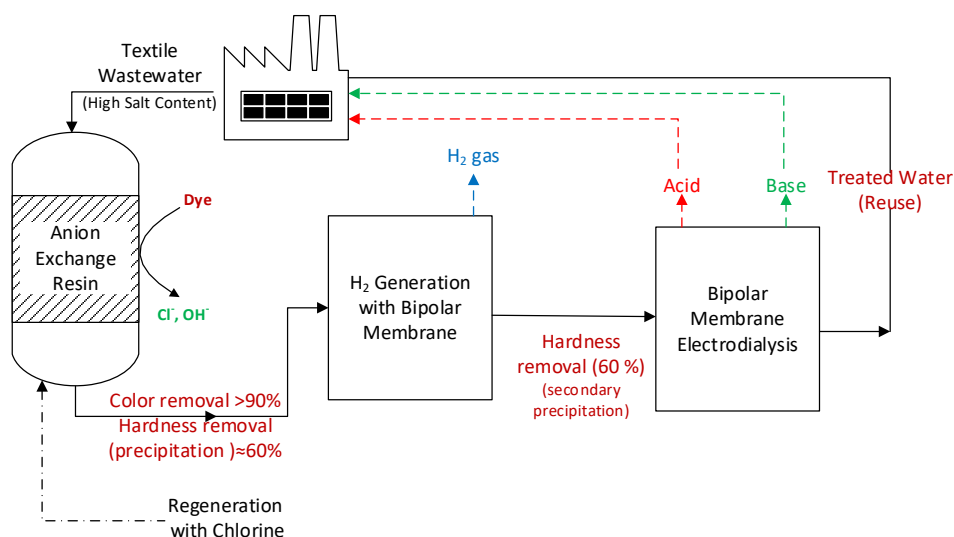 Textile
Wastewater
(High Salt Content)
H₂ gas
Acid
Base
Treated Water
(Reuse)
Dye
Anion
Exchange
Resin
Cl⁻, OH⁻
H₂ Generation
with Bipolar
Membrane
Bipolar
Membrane
Electrodialysis
Hardness
removal (60 %)
(secondary
precipitation)
Color removal >90%
Hardness removal
(precipitation )≈60%
Regeneration
with Chlorine